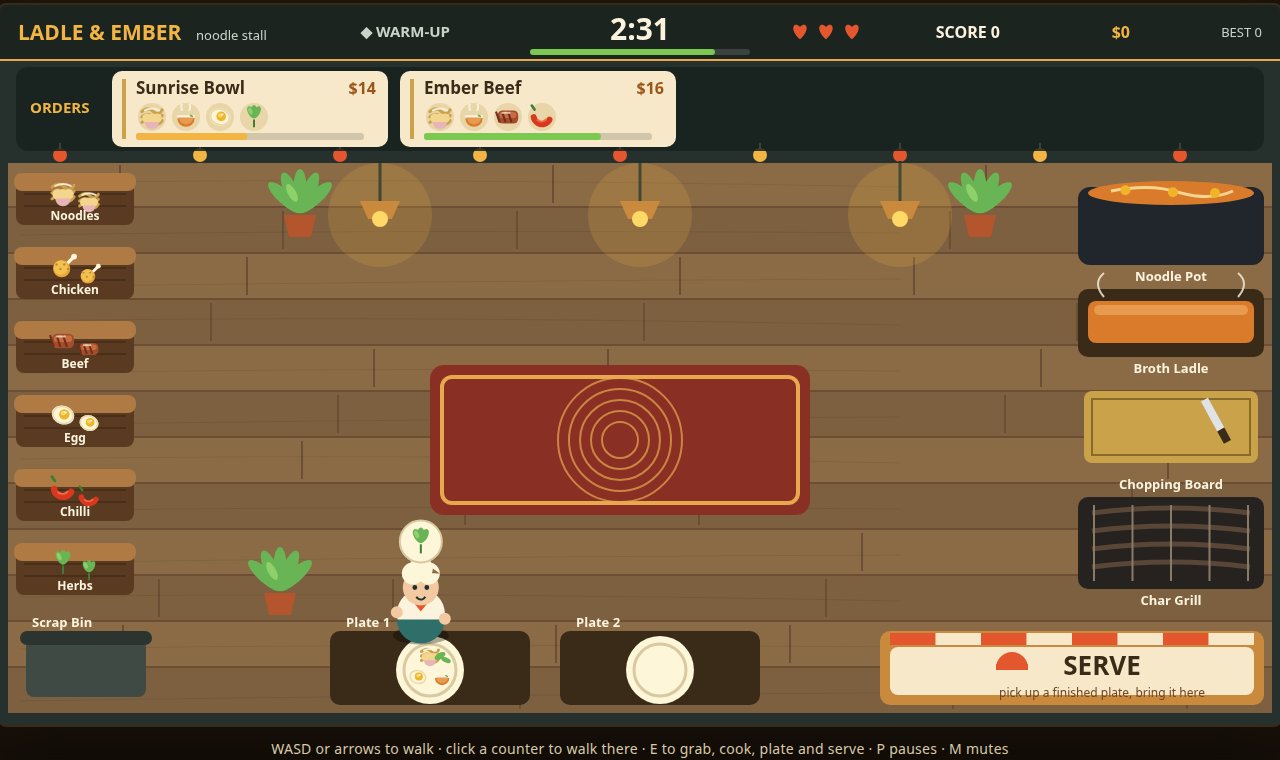 LADLE & EMBER noodle stall ◆ WARM-UP 2:31 SCORE 0 $0 BEST 0
ORDERS
Sunrise Bowl $14
Ember Beef $16
Noodles
Chicken
Beef
Egg
Chilli
Herbs
Noodle Pot
Broth Ladle
Chopping Board
Char Grill
Scrap Bin
Plate 1
Plate 2
SERVE
pick up a finished plate, bring it here
WASD or arrows to walk · click a counter to walk there · E to grab, cook, plate and serve · P pauses · M mutes